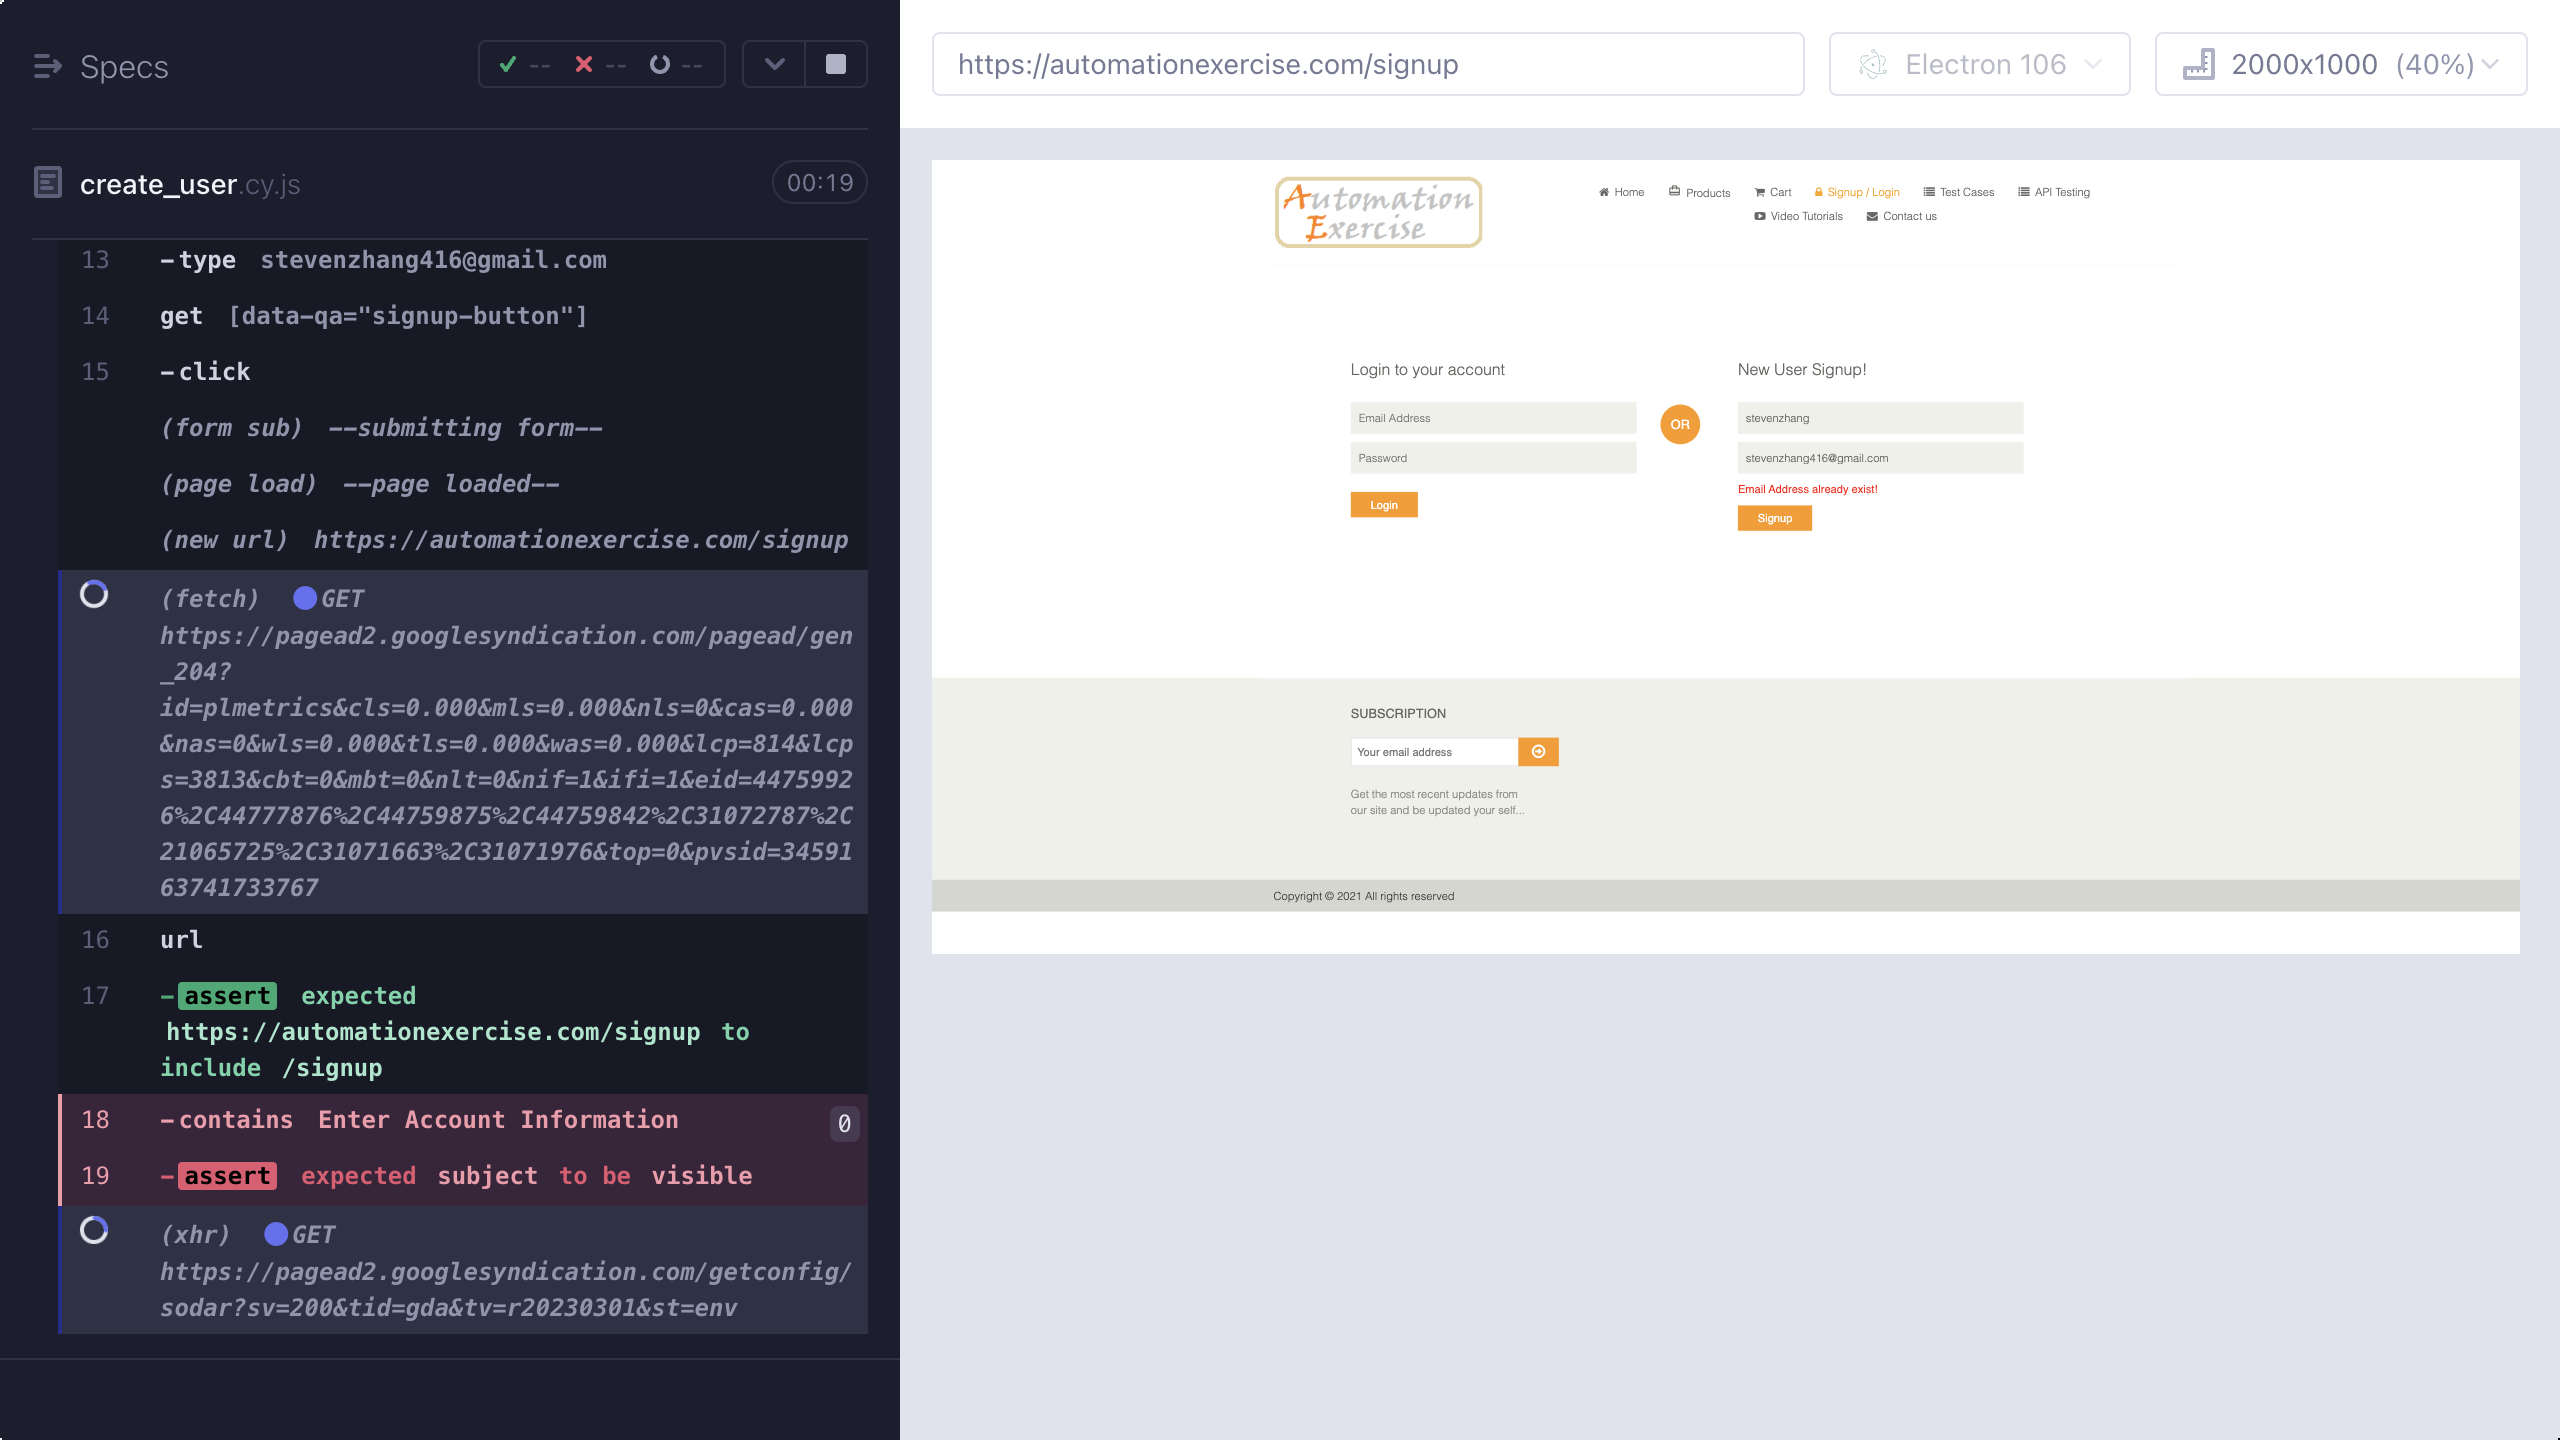 Specs
-- -- --
create_user.cy.js
00:19
13 -type stevenzhang416@gmail.com
14 get [data-qa="signup-button"]
15 -click
(form sub) --submitting form--
(page load) --page loaded--
(new url) https://automationexercise.com/signup
(fetch) GET
https://pagead2.googlesyndication.com/pagead/gen
_204?
id=plmetrics&cls=0.000&mls=0.000&nls=0&cas=0.000
&nas=0&wls=0.000&tls=0.000&was=0.000&lcp=814&lcp
s=3813&cbt=0&mbt=0&nlt=0&nif=1&ifi=1&eid=4475992
6%2C44777876%2C44759875%2C44759842%2C31072787%2C
21065725%2C31071663%2C31071976&top=0&pvsid=34591
63741733767
16 url
17 -assert expected
https://automationexercise.com/signup to
include /signup
18 -contains Enter Account Information 0
19 -assert expected subject to be visible
(xhr) GET
https://pagead2.googlesyndication.com/getconfig/
sodar?sv=200&tid=gda&tv=r20230301&st=env
https://automationexercise.com/signup
Electron 106
2000x1000 (40%)
Automation
Exercise
Home Products Cart Signup / Login Test Cases API Testing
Video Tutorials Contact us
Login to your account
Email Address
Password
Login
OR
New User Signup!
stevenzhang
stevenzhang416@gmail.com
Email Address already exist!
Signup
SUBSCRIPTION
Your email address
Get the most recent updates from
our site and be updated your self...
Copyright © 2021 All rights reserved